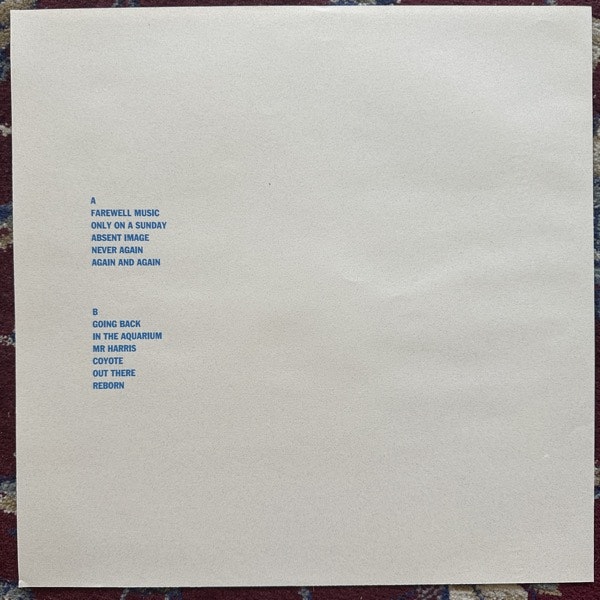 A
FAREWELL MUSIC
ONLY ON A SUNDAY
ABSENT IMAGE
NEVER AGAIN
AGAIN AND AGAIN
B
GOING BACK
IN THE AQUARIUM
MR HARRIS
COYOTE
OUT THERE
REBORN